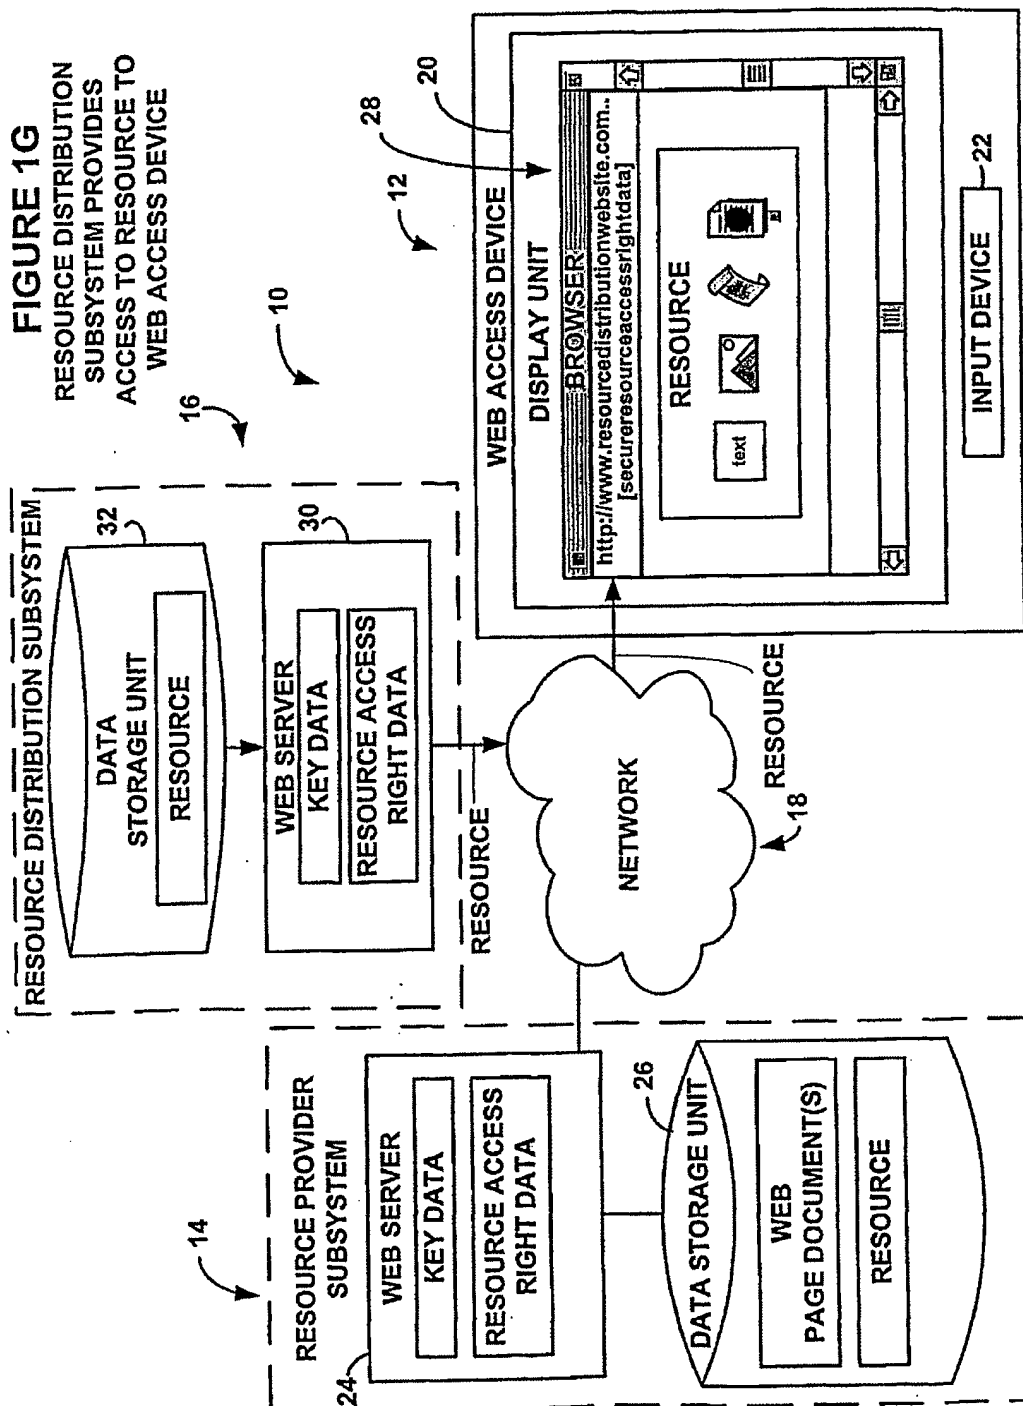 FIGURE 1G
RESOURCE DISTRIBUTION
SUBSYSTEM PROVIDES
ACCESS TO RESOURCE TO
WEB ACCESS DEVICE
10
16
RESOURCE DISTRIBUTION SUBSYSTEM
32
DATA
STORAGE UNIT
RESOURCE
30
WEB SERVER
KEY DATA
RESOURCE ACCESS
RIGHT DATA
RESOURCE
14
RESOURCE PROVIDER
SUBSYSTEM
24
WEB SERVER
KEY DATA
RESOURCE ACCESS
RIGHT DATA
26
DATA STORAGE UNIT
WEB
PAGE DOCUMENT(S)
RESOURCE
NETWORK
18
RESOURCE
12
28
20
WEB ACCESS DEVICE
DISPLAY UNIT
BROWSER
http://www.resourcedistributionwebsite.com..
[secureresourceaccessrightdata]
RESOURCE
text
INPUT DEVICE
22